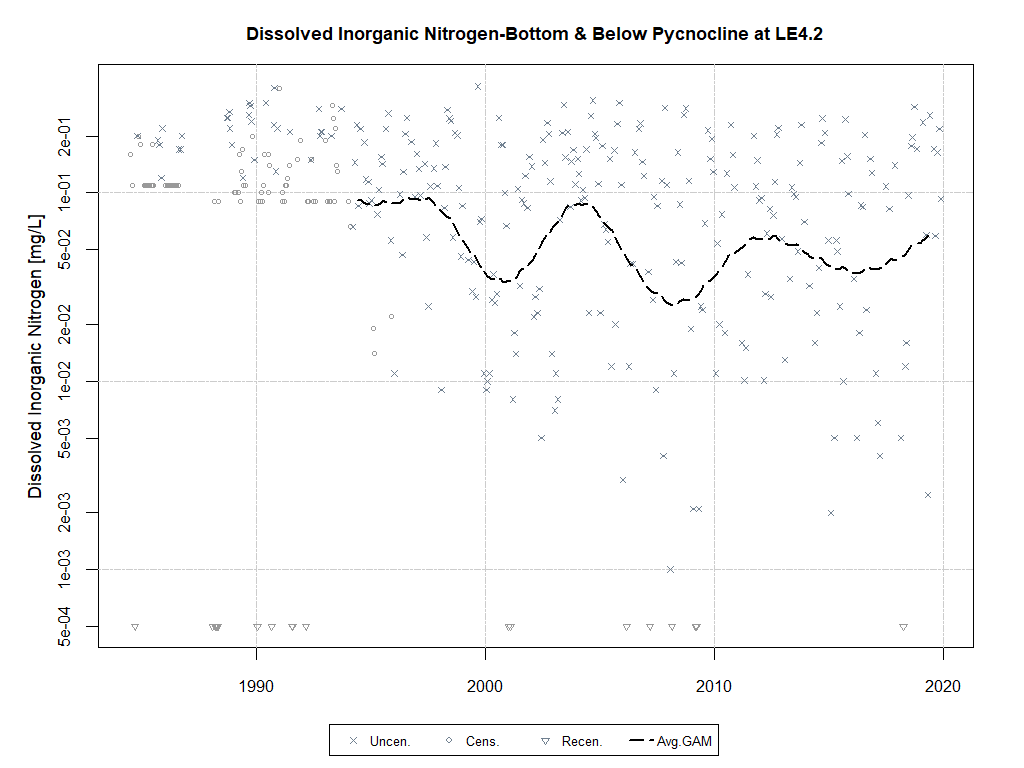 Dissolved Inorganic Nitrogen-Bottom & Below Pycnocline at LE4.2
Dissolved Inorganic Nitrogen [mg/L]
2e-01
1e-01
5e-02
2e-02
1e-02
5e-03
2e-03
1e-03
5e-04
1990 2000 2010 2020
Uncen. Cens. Recen. Avg.GAM